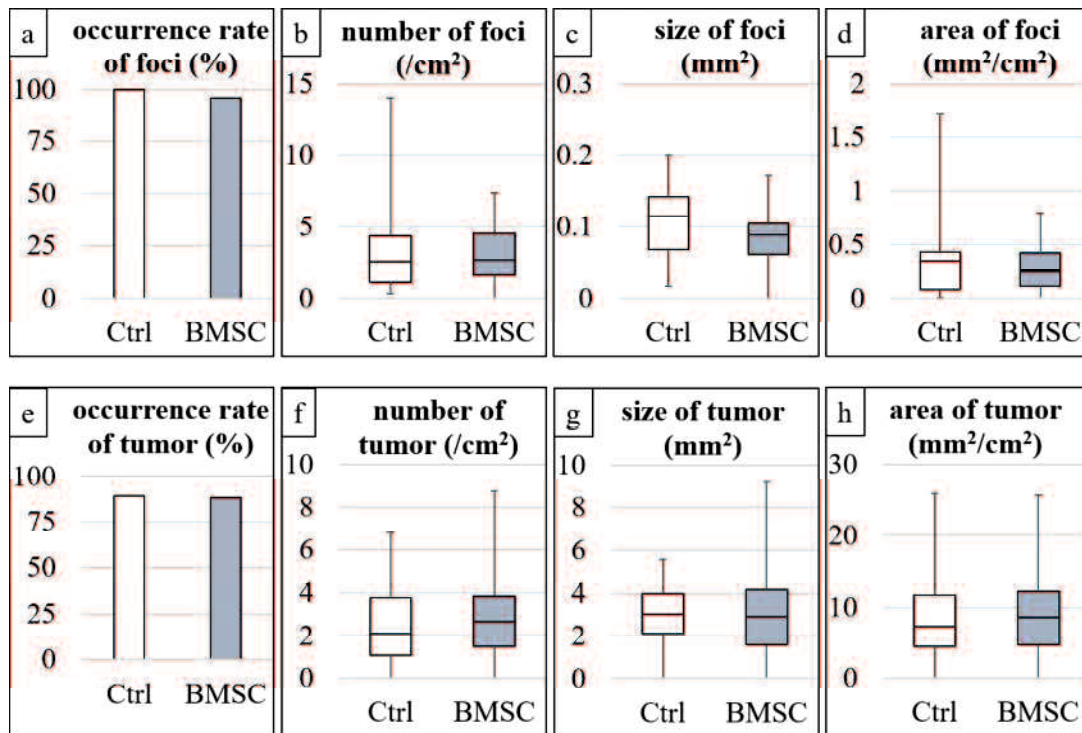 a
occurrence rate
of foci (%)
100
75
50
25
0
Ctrl BMSC
b
number of foci
(/cm²)
15
10
5
0
Ctrl BMSC
c
size of foci
(mm²)
0.3
0.2
0.1
0
Ctrl BMSC
d
area of foci
(mm²/cm²)
2
1.5
1
0.5
0
Ctrl BMSC
e
occurrence rate
of tumor (%)
100
75
50
25
0
Ctrl BMSC
f
number of
tumor (/cm²)
10
8
6
4
2
0
Ctrl BMSC
g
size of tumor
(mm²)
10
8
6
4
2
0
Ctrl BMSC
h
area of tumor
(mm²/cm²)
30
20
10
0
Ctrl BMSC